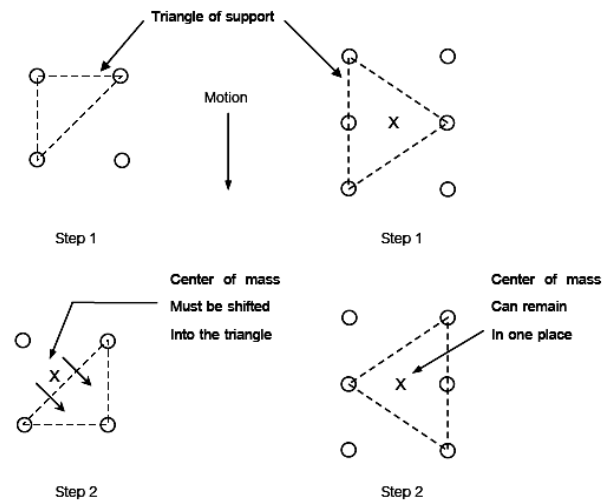 Triangle of support
Motion
X
Step 1
Step 1
Center of mass
Must be shifted
Into the triangle
Center of mass
Can remain
In one place
X
X
Step 2
Step 2